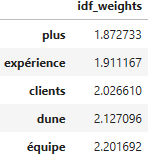 idf_weights
plus 1.872733
expérience 1.911167
clients 2.026610
dune 2.127096
équipe 2.201692